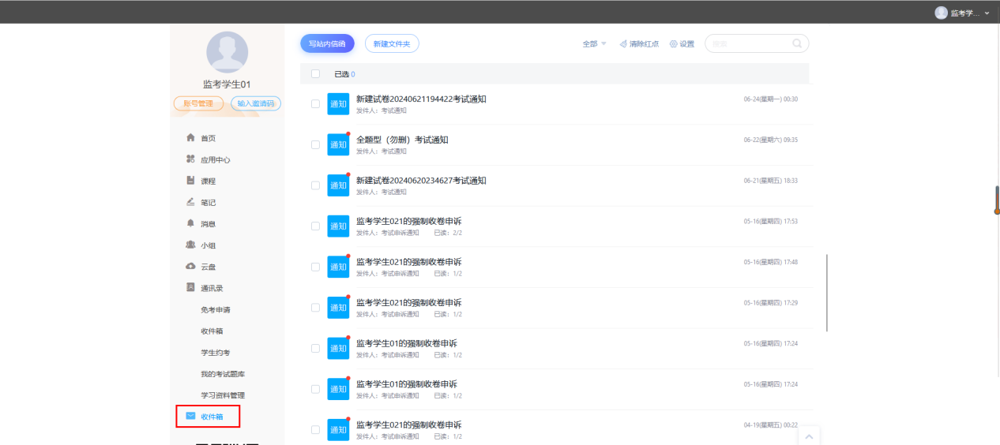 监考学...
监考学生01
账号管理 输入邀请码
首页
应用中心
课程
笔记
消息
小组
云盘
通讯录
免考申请
收件箱
学生约考
我的考试题库
学习资料管理
收件箱
写站内信函 新建文件夹 全部 清除红点 设置 搜索
已选 0
通知 新建试卷20240621194422考试通知 06-24(星期一) 00:30
发件人：考试通知
通知 全题型（勿删）考试通知 06-22(星期六) 09:35
发件人：考试通知
通知 新建试卷20240620234627考试通知 06-21(星期五) 18:33
发件人：考试通知
通知 监考学生021的强制收卷申诉 05-16(星期四) 17:53
发件人：考试申诉通知 已读：2/2
通知 监考学生021的强制收卷申诉 05-16(星期四) 17:48
发件人：考试申诉通知 已读：1/2
通知 监考学生021的强制收卷申诉 05-16(星期四) 17:29
发件人：考试申诉通知 已读：1/2
通知 监考学生01的强制收卷申诉 05-16(星期四) 17:24
发件人：考试申诉通知 已读：1/2
通知 监考学生01的强制收卷申诉 05-16(星期四) 17:24
发件人：考试申诉通知 已读：1/2
通知 监考学生021的强制收卷申诉 04-19(星期五) 00:22
发件人：考试申诉通知 已读：1/2